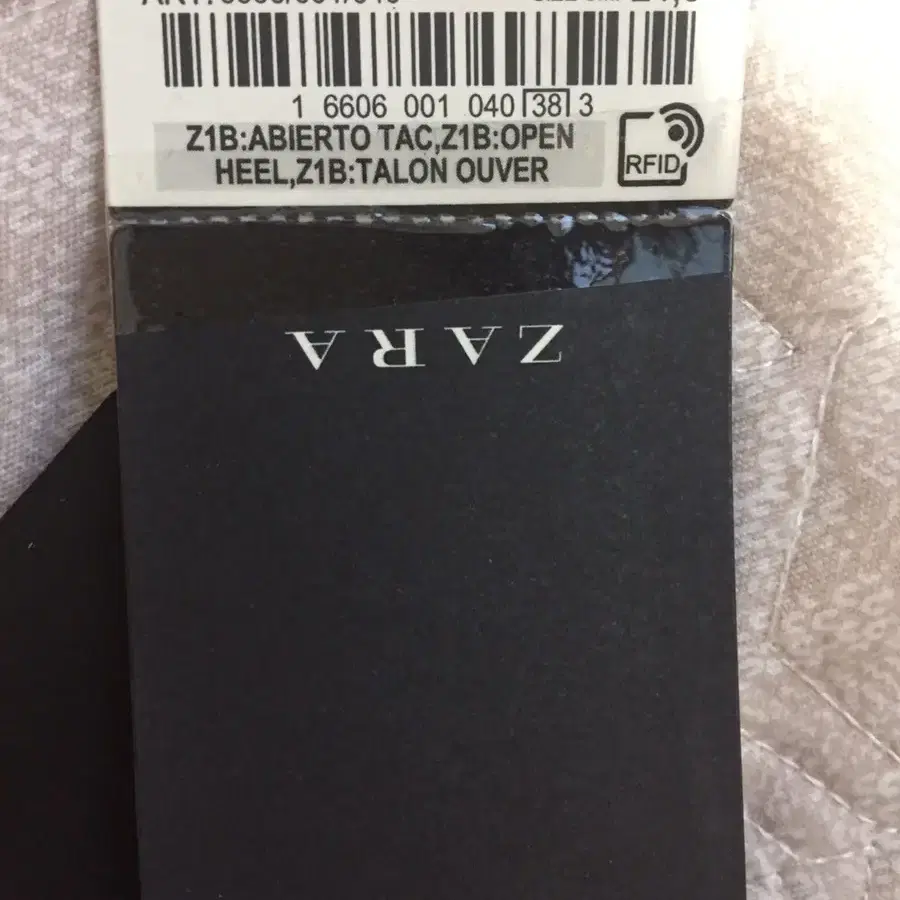 1 6606 001 040 38 3
Z1B:ABIERTO TAC,Z1B:OPEN
HEEL,Z1B:TALON OUVER
RFID
ZARA